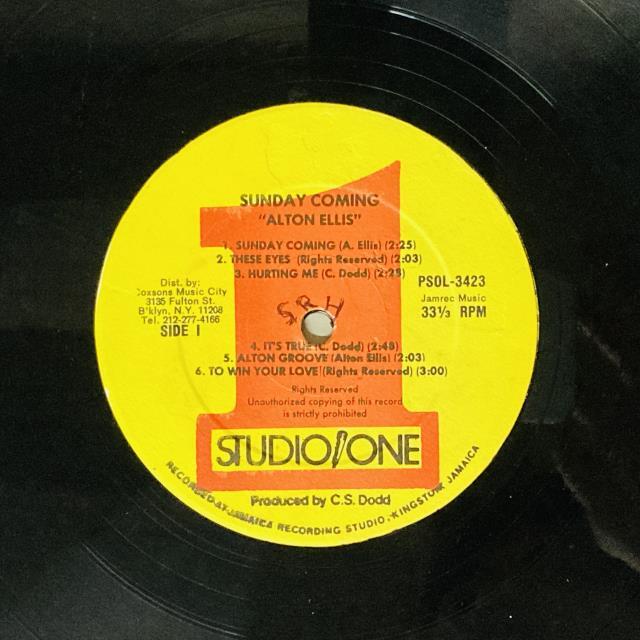 SUNDAY COMING
"ALTON ELLIS"
1. SUNDAY COMING (A. Ellis) (2:25)
2. THESE EYES (Rights Reserved) (2:03)
3. HURTING ME (C. Dodd) (2:28)
Dist. by:
Coxsons Music City
3135 Fulton St.
B'klyn, N.Y. 11208
Tel. 212-277-4166
SIDE I
PSOL-3423
Jamrec Music
33⅓ RPM
SRH
4. IT'S TRUE (C. Dodd) (2:48)
5. ALTON GROOVE (Alton Ellis) (2:03)
6. TO WIN YOUR LOVE (Rights Reserved) (3:00)
Rights Reserved
Unauthorized copying of this record
is strictly prohibited
STUDIO ONE
Produced by C.S. Dodd
RECORDED AT JAMAICA RECORDING STUDIO, KINGSTON JAMAICA